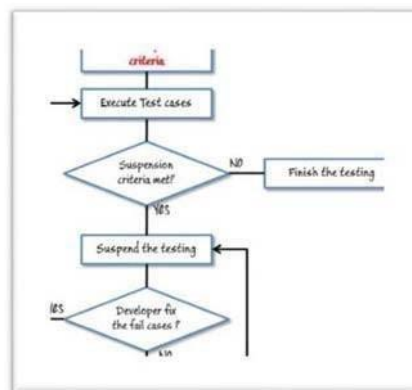 criteria
Execute Test cases
Suspension
criteria met?
NO
Finish the testing
YES
Suspend the testing
Developer fix
the fail cases ?